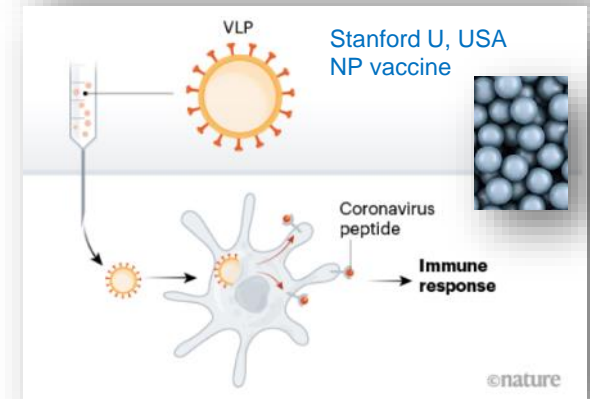 VLP
Stanford U, USA
NP vaccine
Coronavirus
peptide
Immune
response
©nature